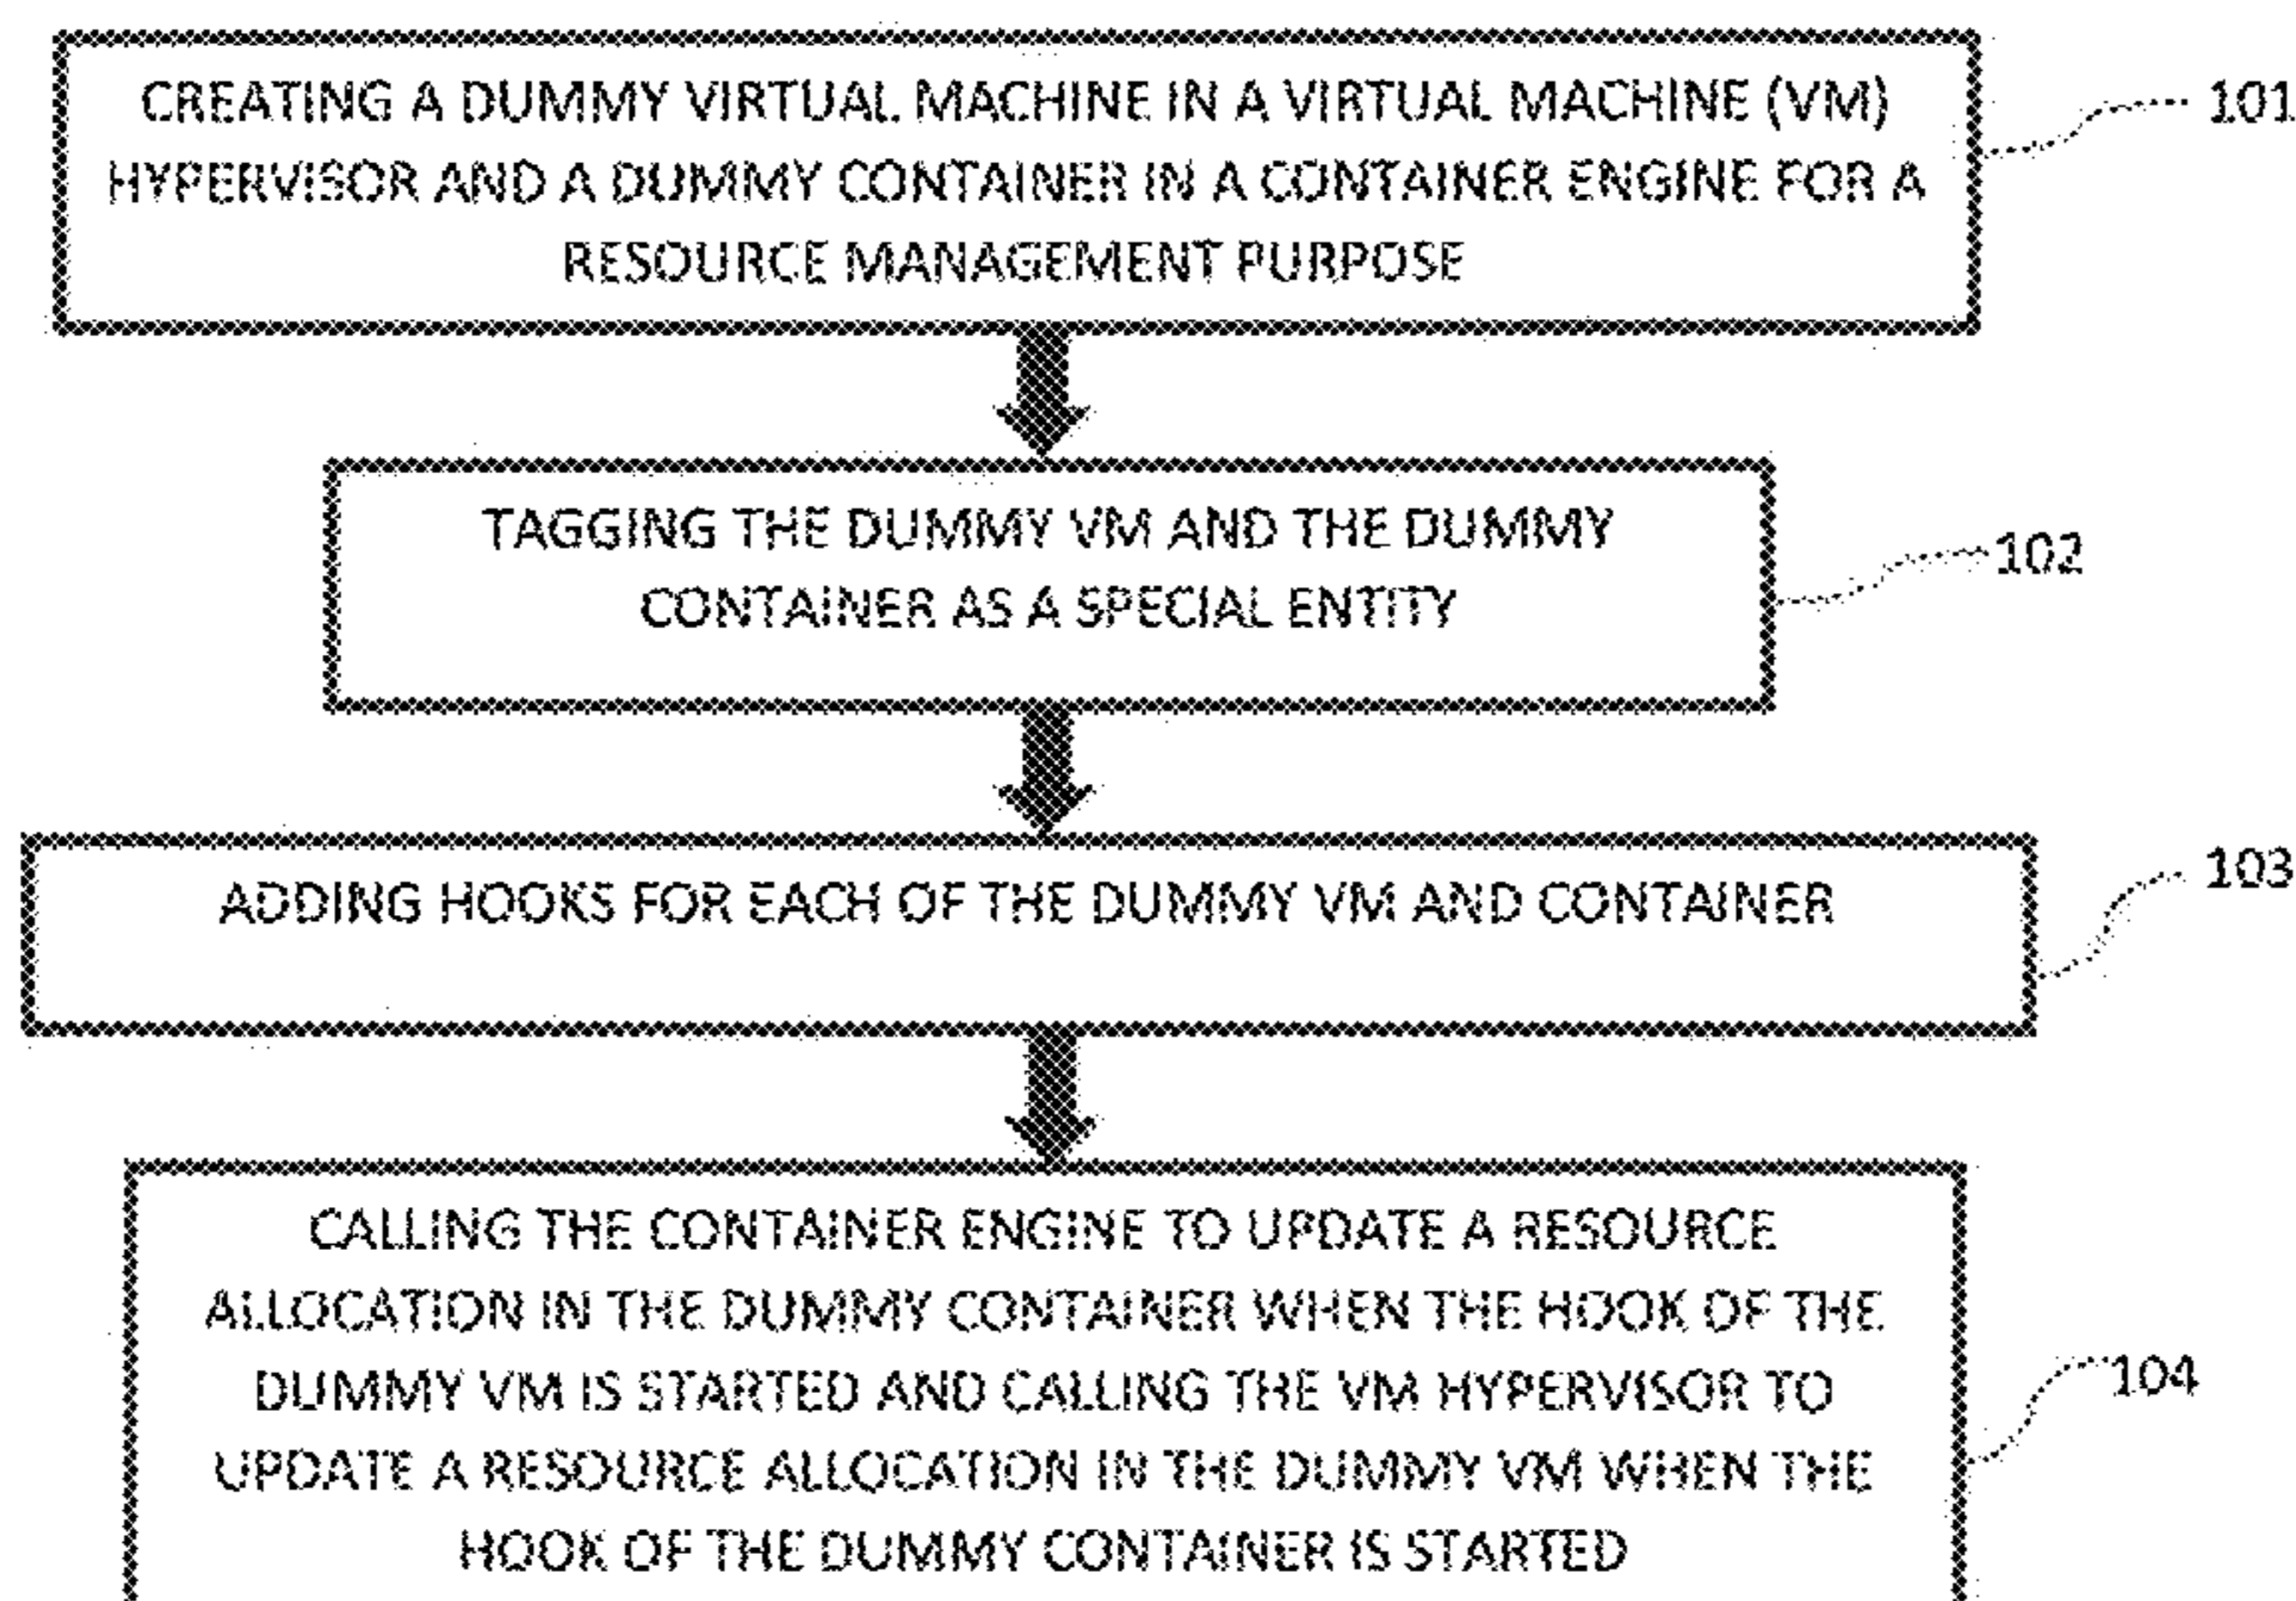 CREATING A DUMMY VIRTUAL MACHINE IN A VIRTUAL MACHINE (VM)
HYPERVISOR AND A DUMMY CONTAINER IN A CONTAINER ENGINE FOR A
RESOURCE MANAGEMENT PURPOSE
101
TAGGING THE DUMMY VM AND THE DUMMY
CONTAINER AS A SPECIAL ENTITY
102
ADDING HOOKS FOR EACH OF THE DUMMY VM AND CONTAINER
103
CALLING THE CONTAINER ENGINE TO UPDATE A RESOURCE
ALLOCATION IN THE DUMMY CONTAINER WHEN THE HOOK OF THE
DUMMY VM IS STARTED AND CALLING THE VM HYPERVISOR TO
UPDATE A RESOURCE ALLOCATION IN THE DUMMY VM WHEN THE
HOOK OF THE DUMMY CONTAINER IS STARTED
104